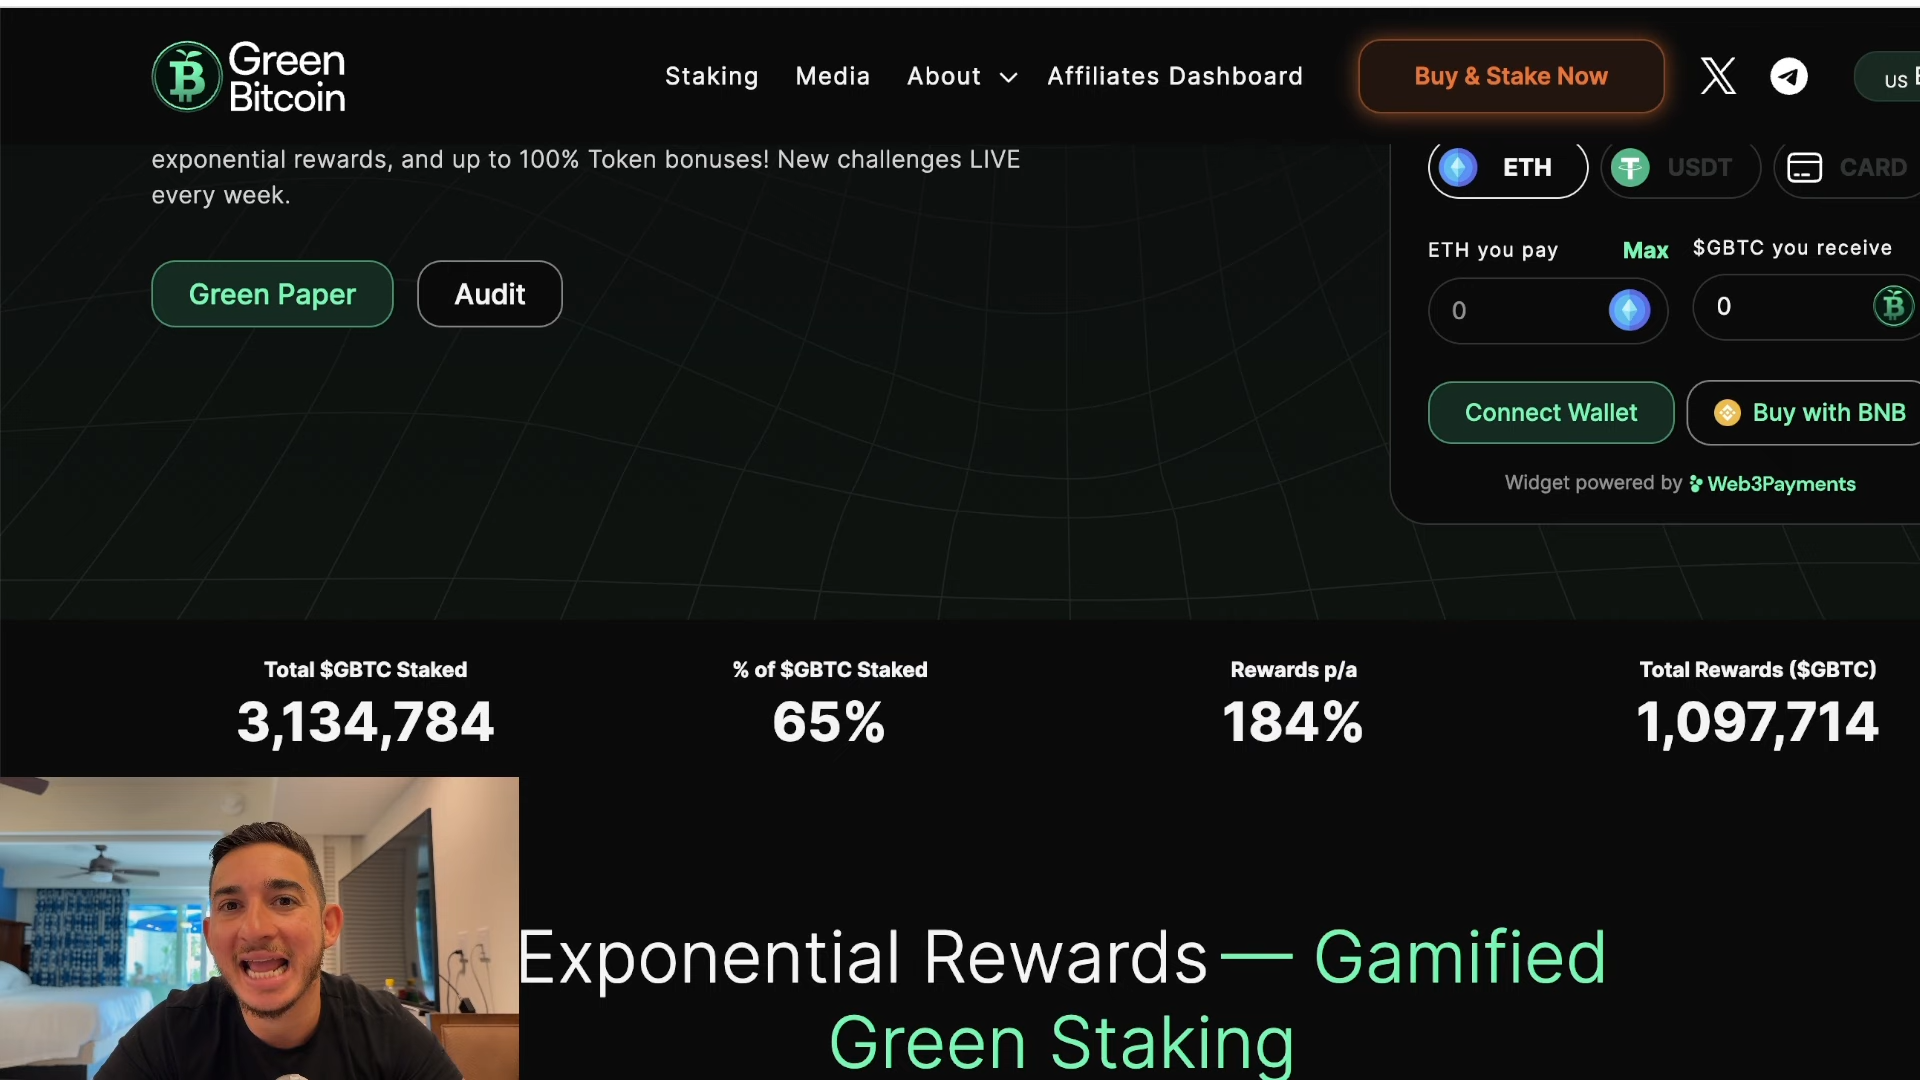 Green
Bitcoin
Staking
Media
About
Affiliates Dashboard
Buy & Stake Now
US
exponential rewards, and up to 100% Token bonuses! New challenges LIVE
every week.
Green Paper
Audit
ETH
USDT
CARD
ETH you pay
Max
$GBTC you receive
0
0
Connect Wallet
Buy with BNB
Widget powered by Web3Payments
Total $GBTC Staked
3,134,784
% of $GBTC Staked
65%
Rewards p/a
184%
Total Rewards ($GBTC)
1,097,714
Exponential Rewards — Gamified
Green Staking